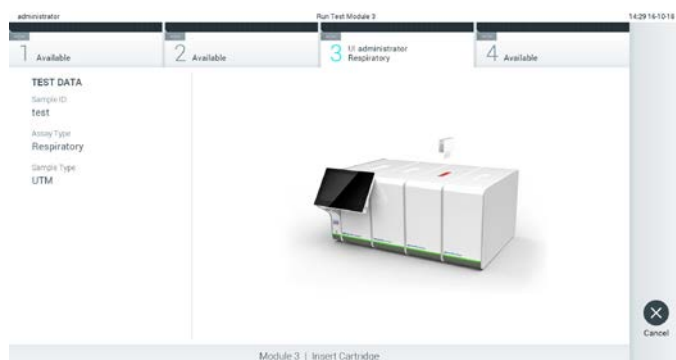 administrator
Run Test Module 3
14:29 16-10-18
1 Available
2 Available
3 UI administrator
Respiratory
4 Available
TEST DATA
Sample ID
test
Assay Type
Respiratory
Sample Type
UTM
Cancel
Module 3 | Insert Cartridge